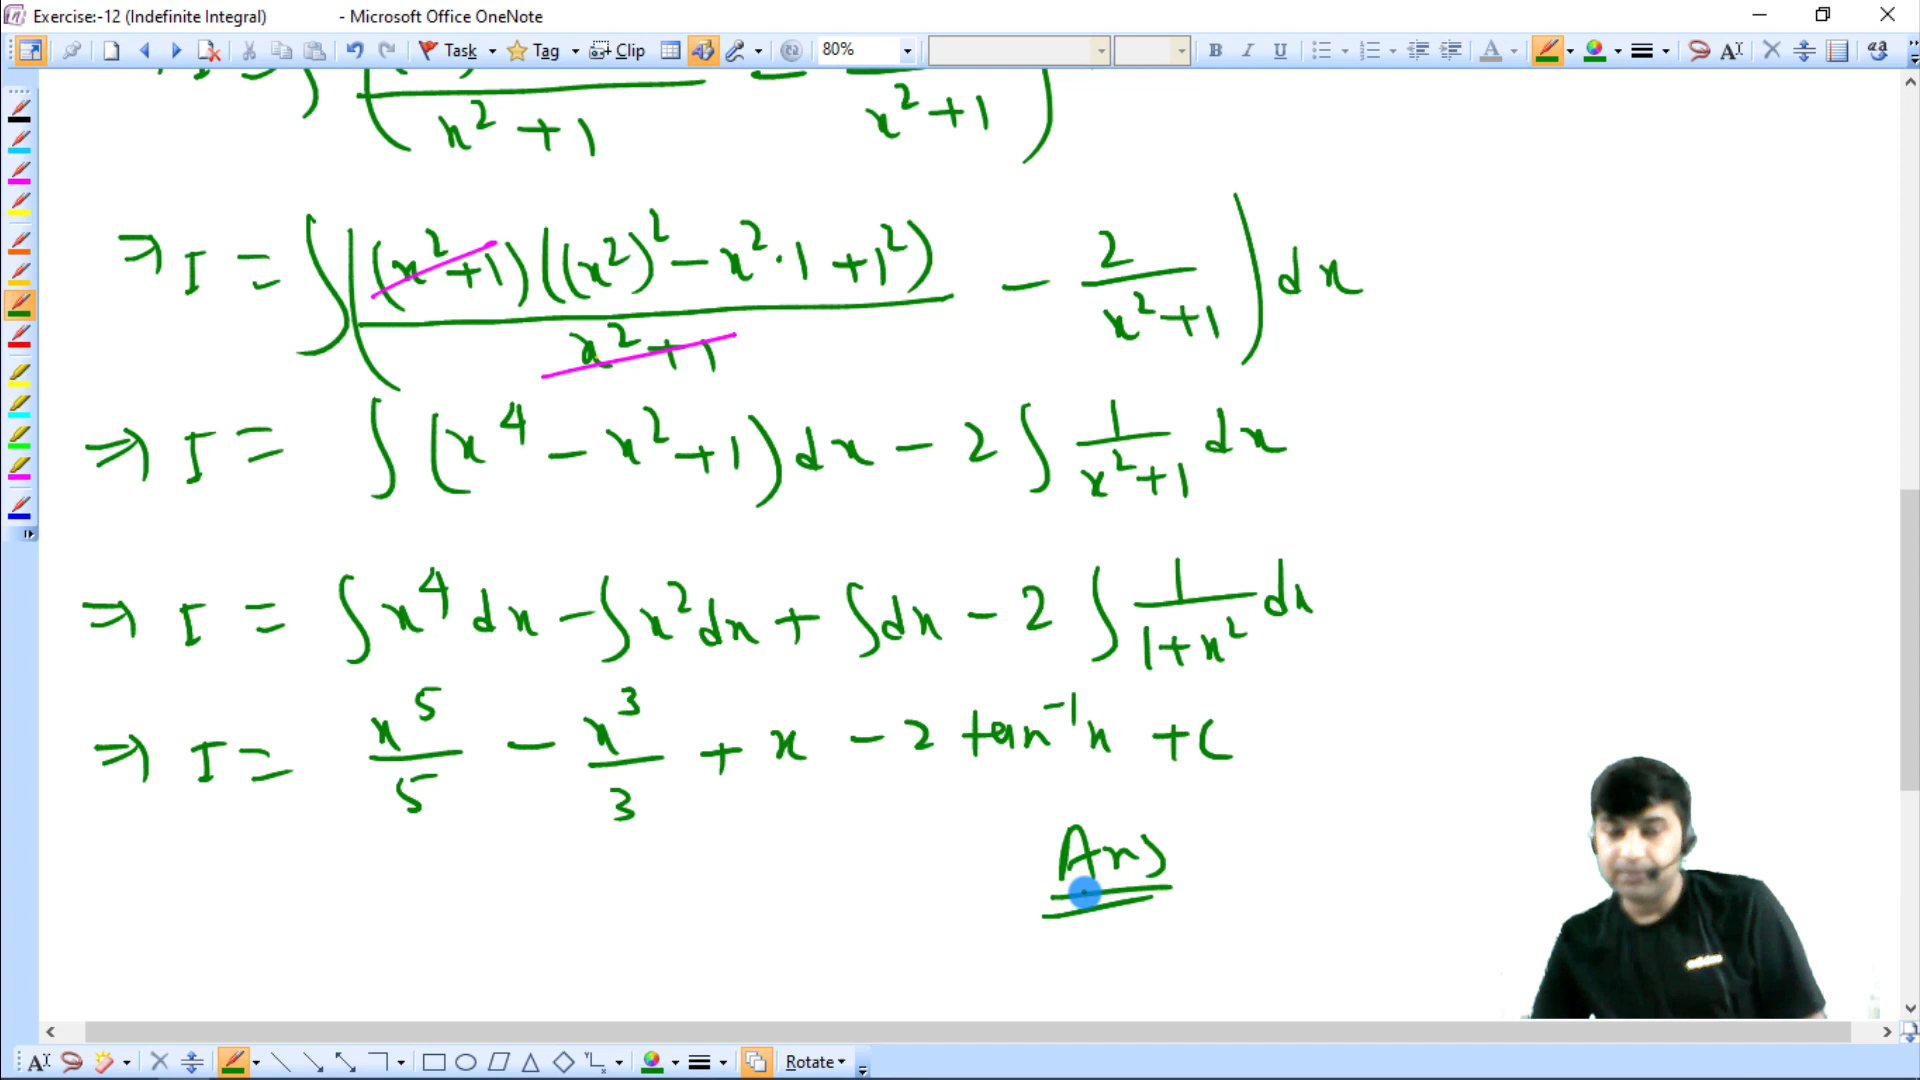 Exercise:-12 (Indefinite Integral) - Microsoft Office OneNote
Task Tag Clip 80% B I U
x² + 1 x² + 1
⇒ I = ∫ ( (x² + 1)((x²)² − x²·1 + 1²) / x² + 1 − 2 / x² + 1 ) dx
⇒ I = ∫ (x⁴ − x² + 1) dx − 2 ∫ 1 / x² + 1 dx
⇒ I = ∫ x⁴ dx − ∫ x² dx + ∫ dx − 2 ∫ 1 / 1 + x² dx
⇒ I = x⁵ / 5 − x³ / 3 + x − 2 tan⁻¹ x + C
Ans
Rotate